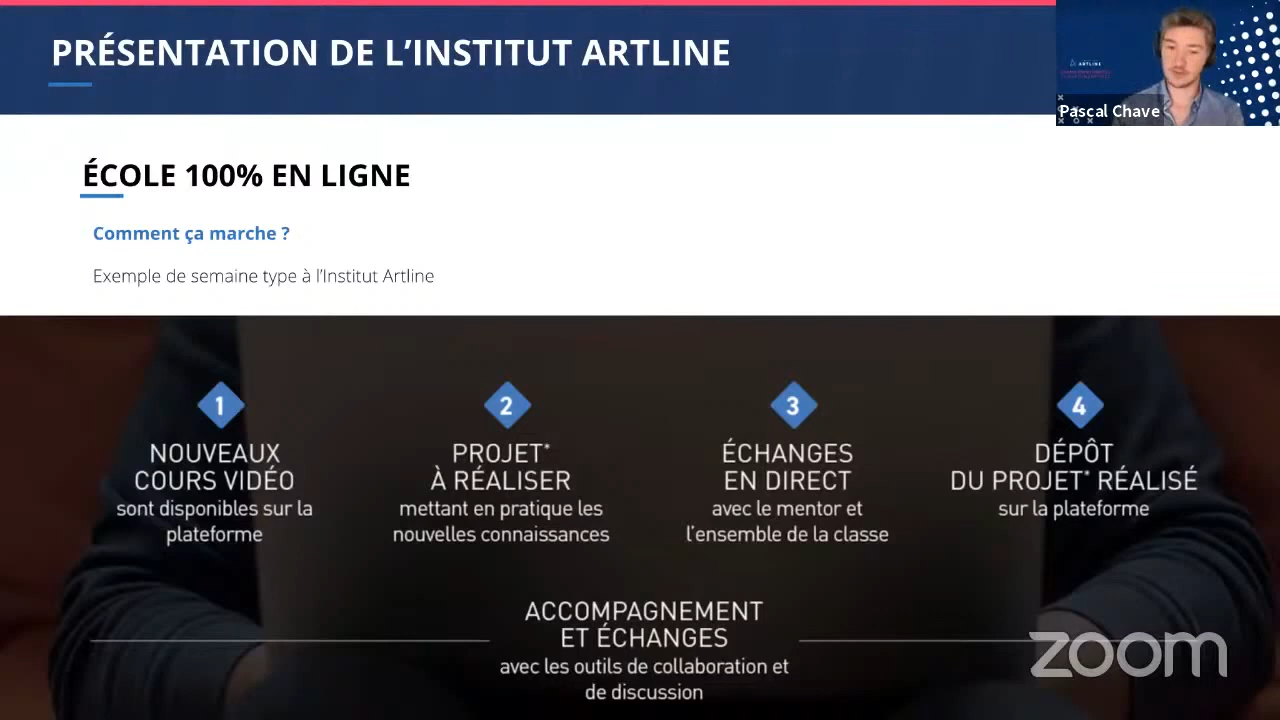 PRÉSENTATION DE L’INSTITUT ARTLINE
ARTLINE
Pascal Chave
ÉCOLE 100% EN LIGNE
Comment ça marche ?
Exemple de semaine type à l’Institut Artline
1
NOUVEAUX
COURS VIDÉO
sont disponibles sur la
plateforme
2
PROJET*
À RÉALISER
mettant en pratique les
nouvelles connaissances
3
ÉCHANGES
EN DIRECT
avec le mentor et
l’ensemble de la classe
4
DÉPÔT
DU PROJET* RÉALISÉ
sur la plateforme
ACCOMPAGNEMENT
ET ÉCHANGES
avec les outils de collaboration et
de discussion
zoom